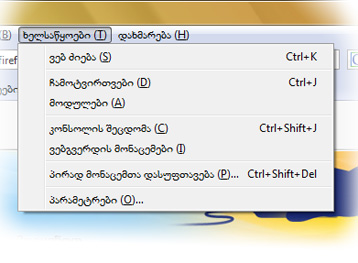 (B) ხელსაწყოები (T) დახმარება (H)
irefi
ვებ ძიება (S) Ctrl+K
ჩამოტვირთვები (D) Ctrl+J
მოდულები (A)
კონსოლის შეცდომა (C) Ctrl+Shift+J
ვებგვერდის მონაცემები (I)
პირად მონაცემთა დასუფთავება (P)... Ctrl+Shift+Del
პარამეტრები (O)...